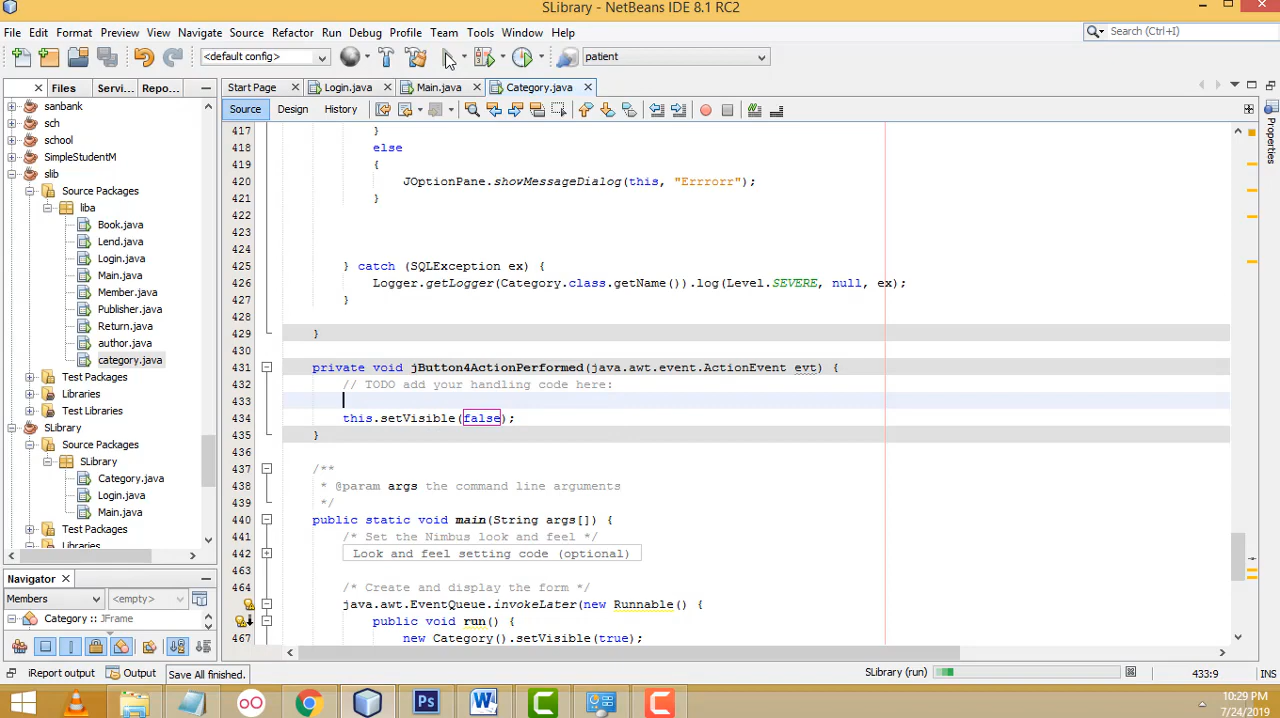 SLibrary - NetBeans IDE 8.1 RC2
File Edit Format Preview View Navigate Source Refactor Run Debug Profile Team Tools Window Help
Search (Ctrl+I)
<default config>
patient
Files Servi... Repo...
Start Page Login.java Main.java Category.java
Source Design History
sanbank
sch
school
SimpleStudentM
slib
Source Packages
liba
Book.java
Lend.java
Login.java
Main.java
Member.java
Publisher.java
Return.java
author.java
category.java
Test Packages
Libraries
Test Libraries
SLibrary
Source Packages
SLibrary
Category.java
Login.java
Main.java
Test Packages
Libraries
417 }
418 else
419 {
420 JOptionPane.showMessageDialog(this, "Errrorr");
421 }
422
423
424
425 } catch (SQLException ex) {
426 Logger.getLogger(Category.class.getName()).log(Level.SEVERE, null, ex);
427 }
428
429 }
430
431 private void jButton4ActionPerformed(java.awt.event.ActionEvent evt) {
432 // TODO add your handling code here:
433
434 this.setVisible(false);
435 }
436
437 /**
438 * @param args the command line arguments
439 */
440 public static void main(String args[]) {
441 /* Set the Nimbus look and feel */
442 Look and feel setting code (optional)
463
464 /* Create and display the form */
java.awt.EventQueue.invokeLater(new Runnable() {
public void run() {
467 new Category().setVisible(true);
Properties
Navigator
Members <empty>
Category :: JFrame
iReport output Output Save All finished.
SLibrary (run) 433:9 INS
10:29 PM
7/24/2019